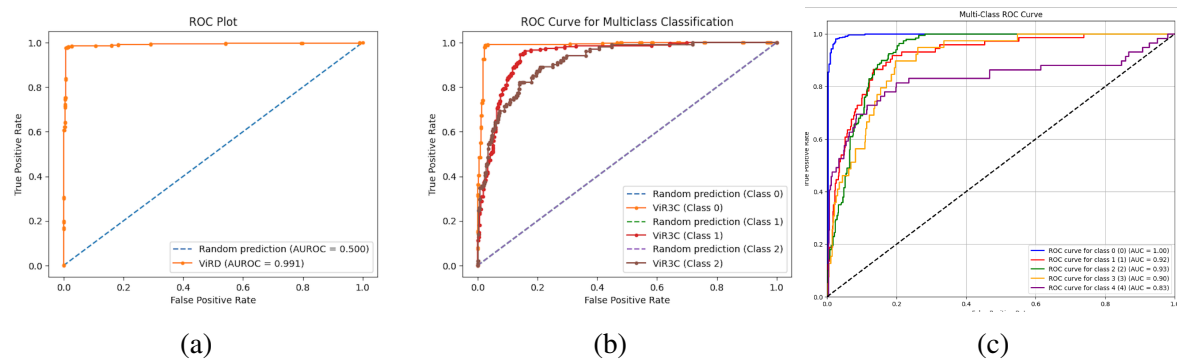 ROC Plot
True Positive Rate
1.0
0.8
0.6
0.4
0.2
0.0
Random prediction (AUROC = 0.500)
ViRD (AUROC = 0.991)
0.0 0.2 0.4 0.6 0.8 1.0
False Positive Rate
(a)
ROC Curve for Multiclass Classification
True Positive Rate
1.0
0.8
0.6
0.4
0.2
0.0
Random prediction (Class 0)
ViR3C (Class 0)
Random prediction (Class 1)
ViR3C (Class 1)
Random prediction (Class 2)
ViR3C (Class 2)
0.0 0.2 0.4 0.6 0.8 1.0
False Positive Rate
(b)
Multi-Class ROC Curve
True Positive Rate
1.0
0.8
0.6
0.4
0.2
0.0
ROC curve for class 0 (0) (AUC = 1.00)
ROC curve for class 1 (1) (AUC = 0.92)
ROC curve for class 2 (2) (AUC = 0.93)
ROC curve for class 3 (3) (AUC = 0.90)
ROC curve for class 4 (4) (AUC = 0.83)
0.0 0.2 0.4 0.6 0.8 1.0
(c)